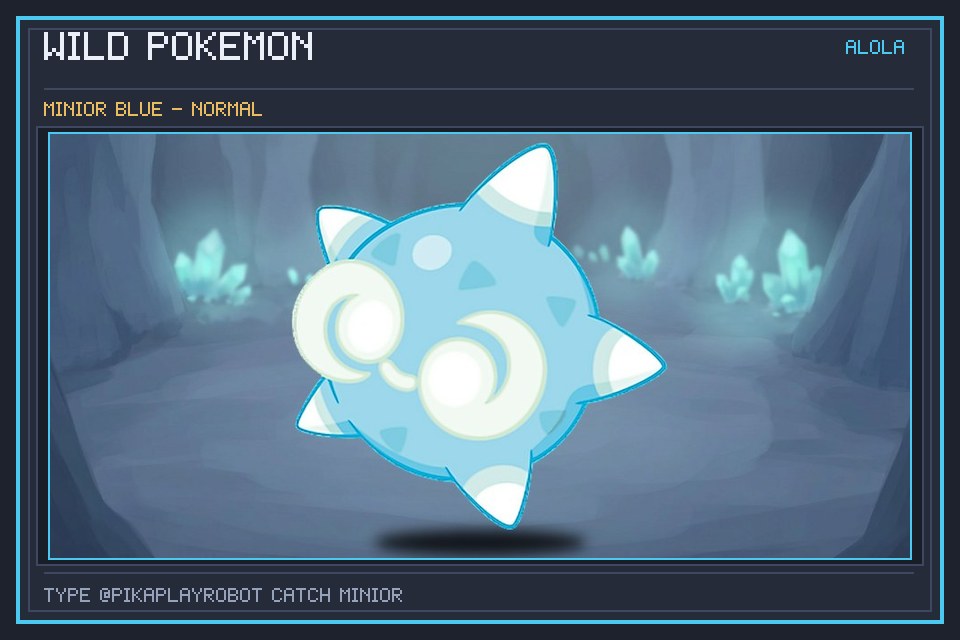 WILD POKEMON
ALOLA
MINIOR BLUE - NORMAL
TYPE @PIKAPLAYROBOT CATCH MINIOR